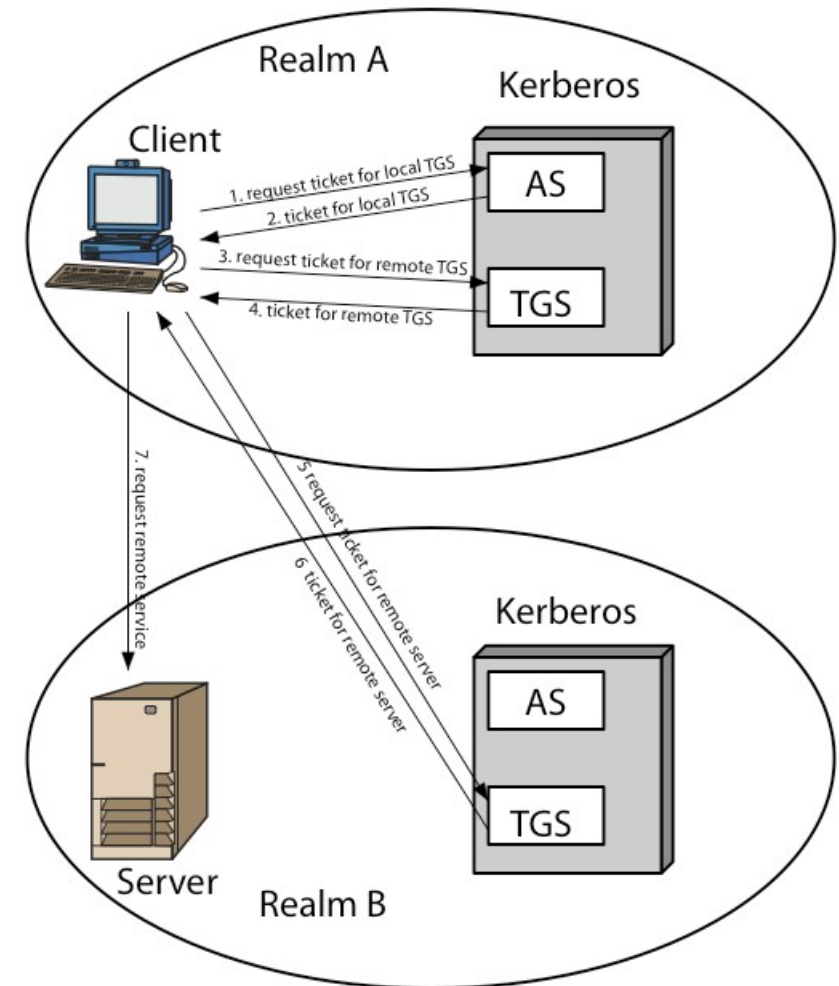 Realm A
Kerberos
Client
1. request ticket for local TGS
AS
2. ticket for local TGS
3. request ticket for remote TGS
TGS
4. ticket for remote TGS
5 request ticket for remote server
6 ticket for remote server
7. request remote service
Kerberos
AS
TGS
Server
Realm B